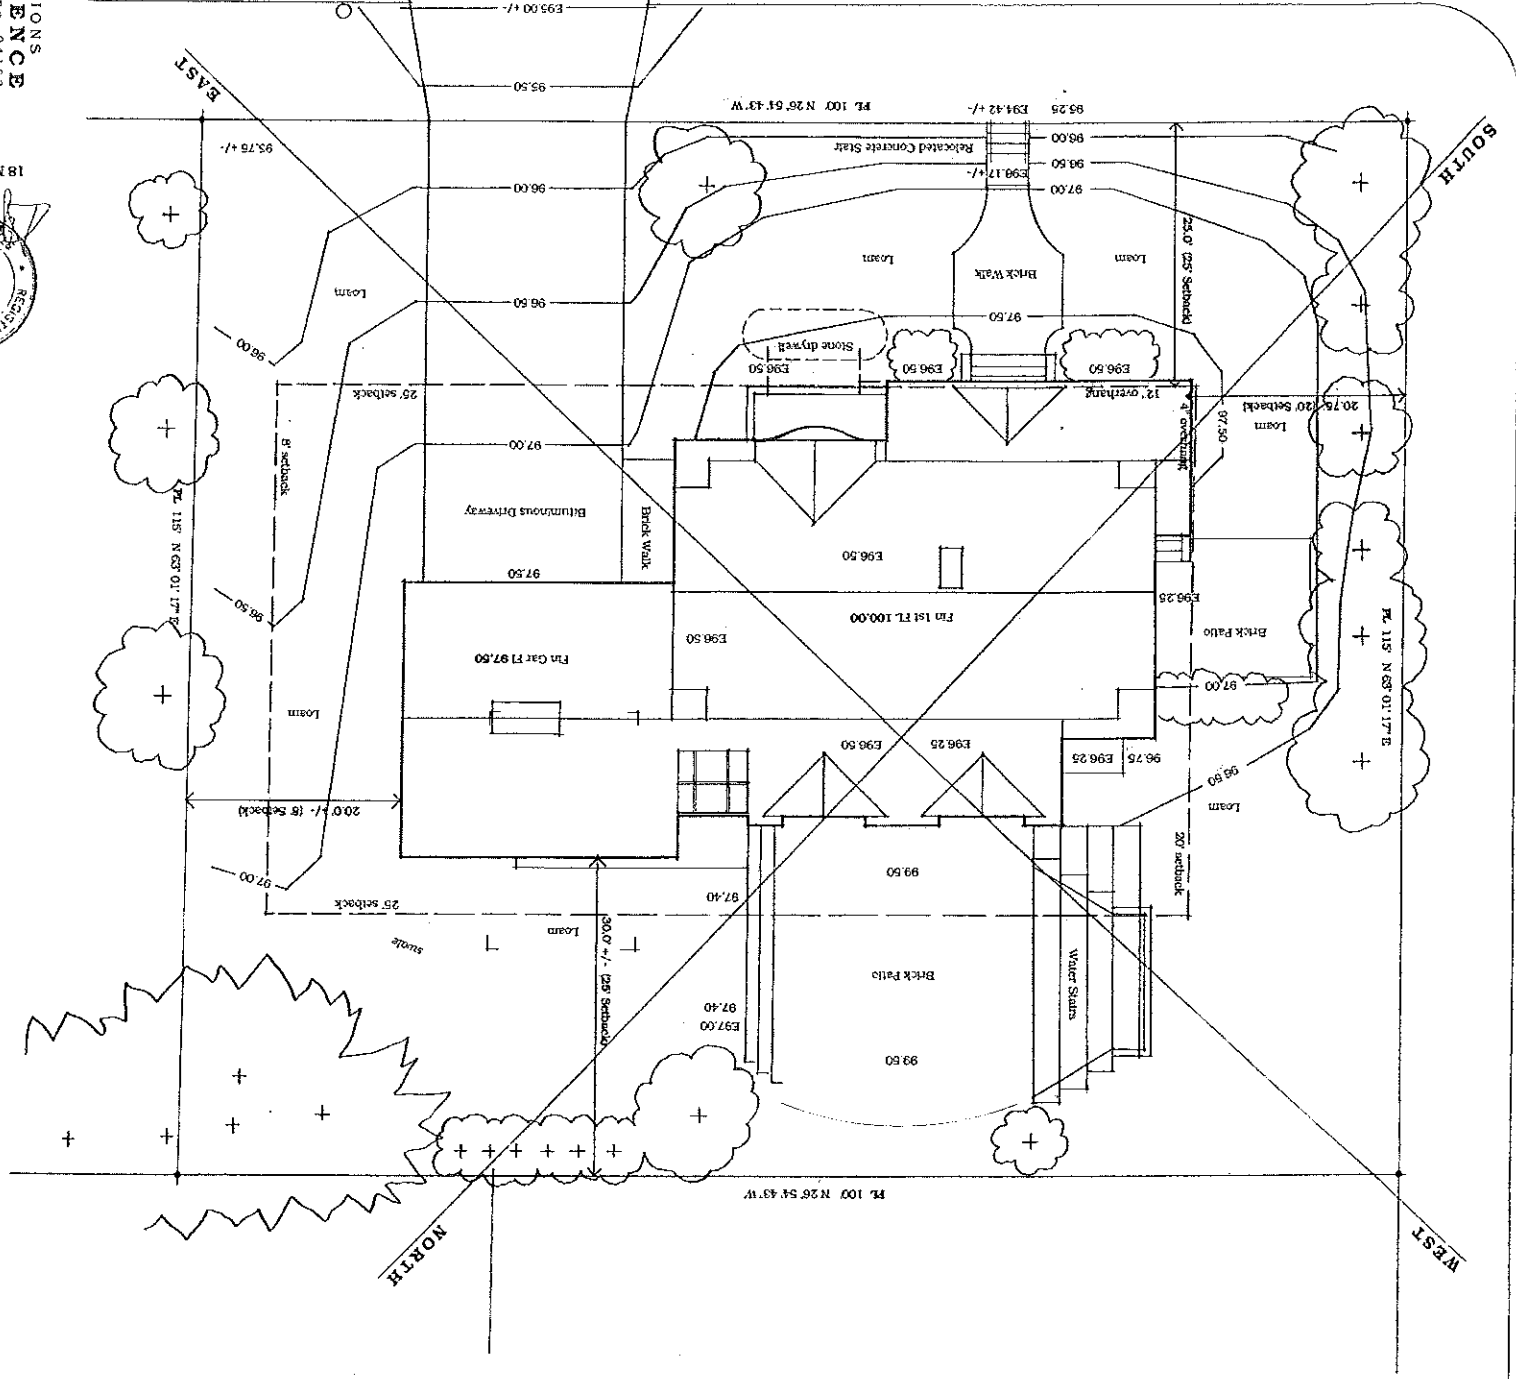 IONS
ENCE
18 N
REGIST
E95.00 +/-
95.50
EAST
PL 100' N 26° 54' 43" W
E94.42 +/-
95.25
96.00
Relocated Concrete Stair
96.50
E96.17 +/-
97.00
SOUTH
95.75 +/-
96.00
Loam
96.50
96.00
Loam
Brick Walk
Loam
25.0' (25' Setback)
97.50
Stone drywell
E96.50
E96.50
E96.50
25' setback
12" overhang
4" overhang
97.50
20.75' (20' Setback)
Loam
8' setback
97.00
PL 115' N 63° 01' 17" E
Bituminous Driveway
Brick Walk
97.50
E96.50
Fin 1st FL 100.00
E96.50
Fin Gar Fl 97.50
E96.25
Brick Patio
97.00
PL 115' N 63° 01' 17" E
96.50
Loam
E96.50
E96.25
E96.25
96.75
96.50
Loam
20.0' +/- (8' Setback)
97.00
25' setback
Loam
swale
97.40
99.50
20' setback
30.0' +/- (25' Setback)
Brick Patio
Water Stairs
97.40
E97.00
99.50
PL 100' N 26° 54' 43" W
NORTH
WEST